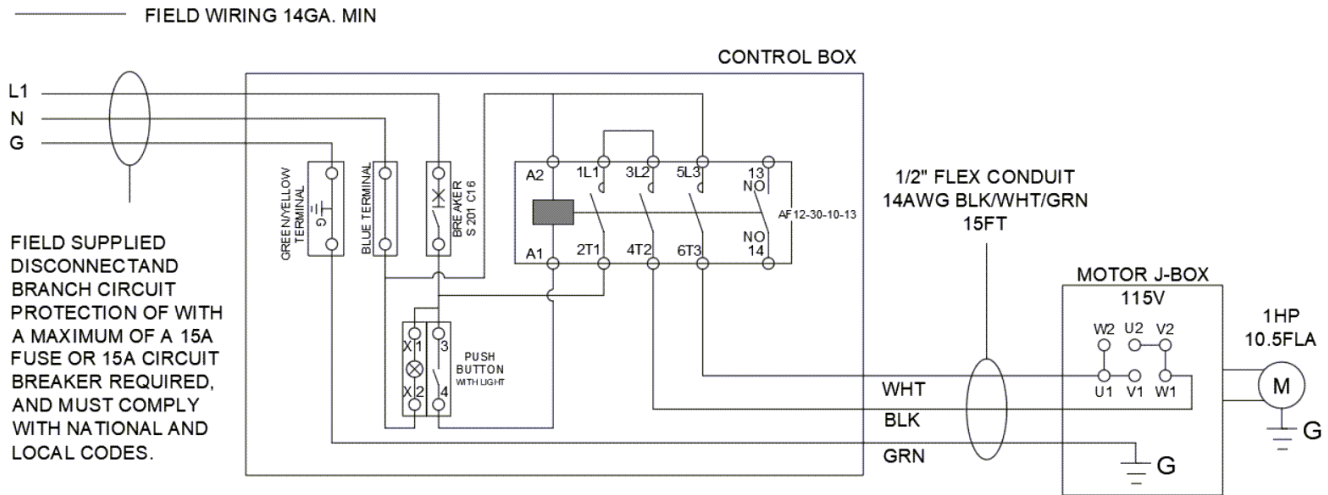 FIELD WIRING 14GA. MIN
CONTROL BOX
L1
N
G
GREEN/YELLOW
TERMINAL
G
BLUE TERMINAL
BREAKER
S 201 C16
A2
1L1
3L2
5L3
13
NO
AF12-30-10-13
A1
2T1
4T2
6T3
NO
14
1/2" FLEX CONDUIT
14AWG BLK/WHT/GRN
15FT
FIELD SUPPLIED
DISCONNECTAND
BRANCH CIRCUIT
PROTECTION OF WITH
A MAXIMUM OF A 15A
FUSE OR 15A CIRCUIT
BREAKER REQUIRED,
AND MUST COMPLY
WITH NATIONAL AND
LOCAL CODES.
X1
3
X2
4
PUSH
BUTTON
WITH LIGHT
MOTOR J-BOX
115V
W2 U2 V2
U1 V1 W1
1HP
10.5FLA
M
G
WHT
BLK
GRN
G